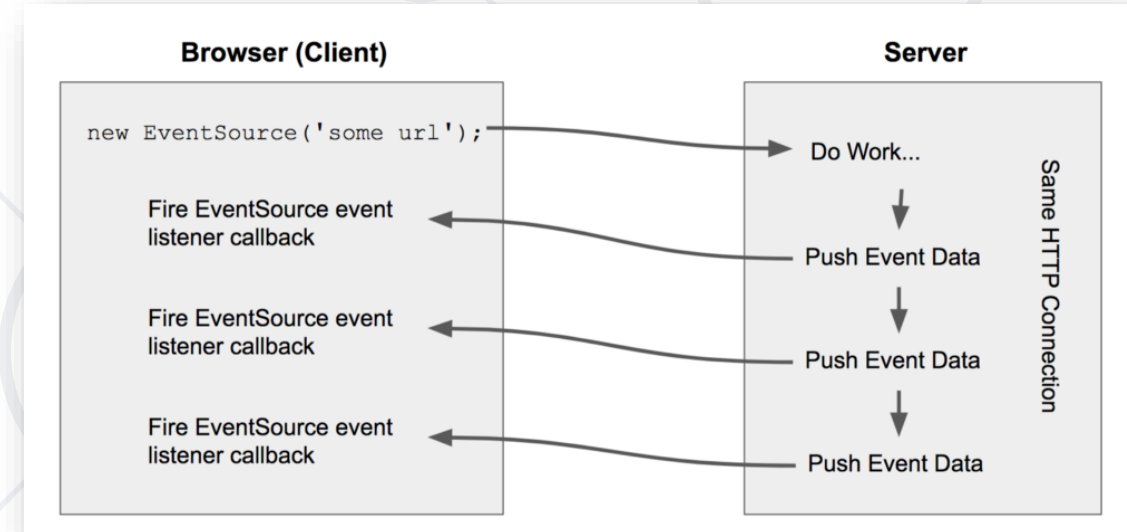 Browser (Client)
Server
new EventSource('some url');
Do Work...
Fire EventSource event
listener callback
Push Event Data
Fire EventSource event
listener callback
Push Event Data
Fire EventSource event
listener callback
Push Event Data
Same HTTP Connection